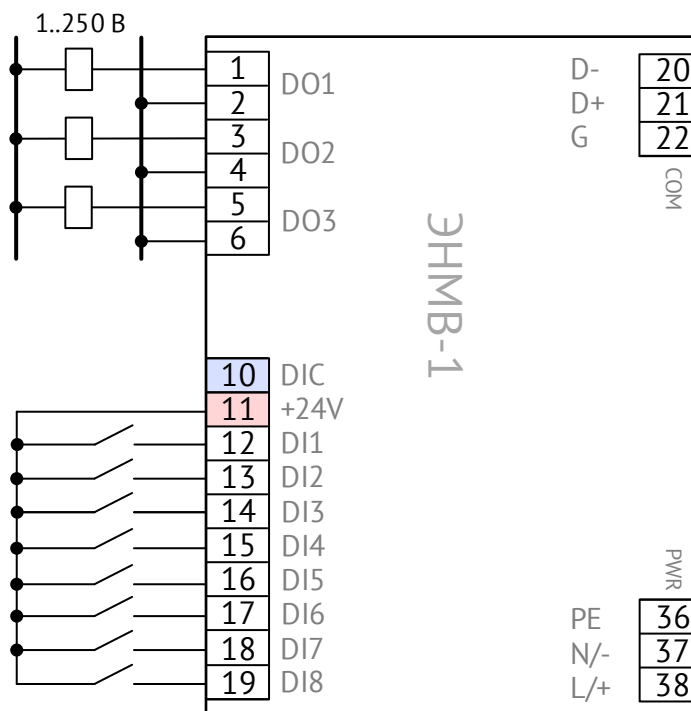 1..250 В
1 DO1
2
3 DO2
4
5 DO3
6
D- 20
D+ 21
G 22
COM
ЭНМВ-1
10 DIC
11 +24V
12 DI1
13 DI2
14 DI3
15 DI4
16 DI5
17 DI6
18 DI7
19 DI8
PWR
PE 36
N/- 37
L/+ 38